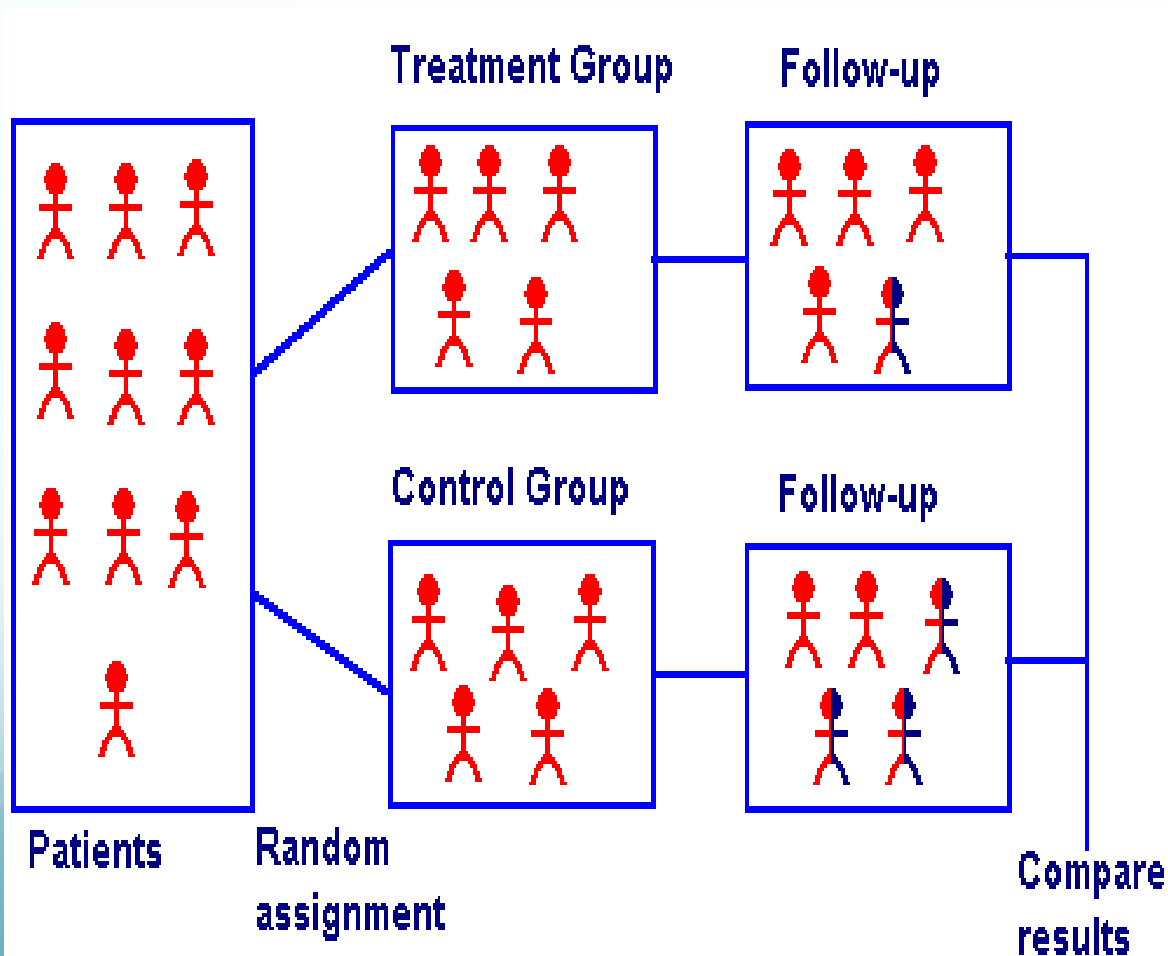 Treatment Group
Follow-up
Control Group
Follow-up
Patients
Random
assignment
Compare
results